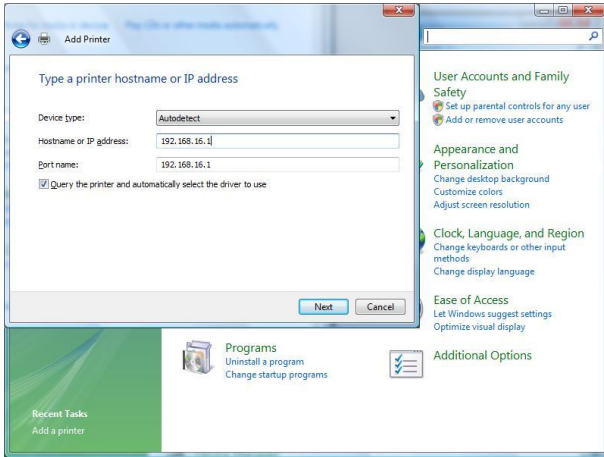 Add Printer
Type a printer hostname or IP address
Device type:
Autodetect
Hostname or IP address:
192.168.16.1
Port name:
192.168.16.1
Query the printer and automatically select the driver to use
Next
Cancel
User Accounts and Family
Safety
Set up parental controls for any user
Add or remove user accounts
Appearance and
Personalization
Change desktop background
Customize colors
Adjust screen resolution
Clock, Language, and Region
Change keyboards or other input
methods
Change display language
Ease of Access
Let Windows suggest settings
Optimize visual display
Programs
Uninstall a program
Change startup programs
Additional Options
Recent Tasks
Add a printer